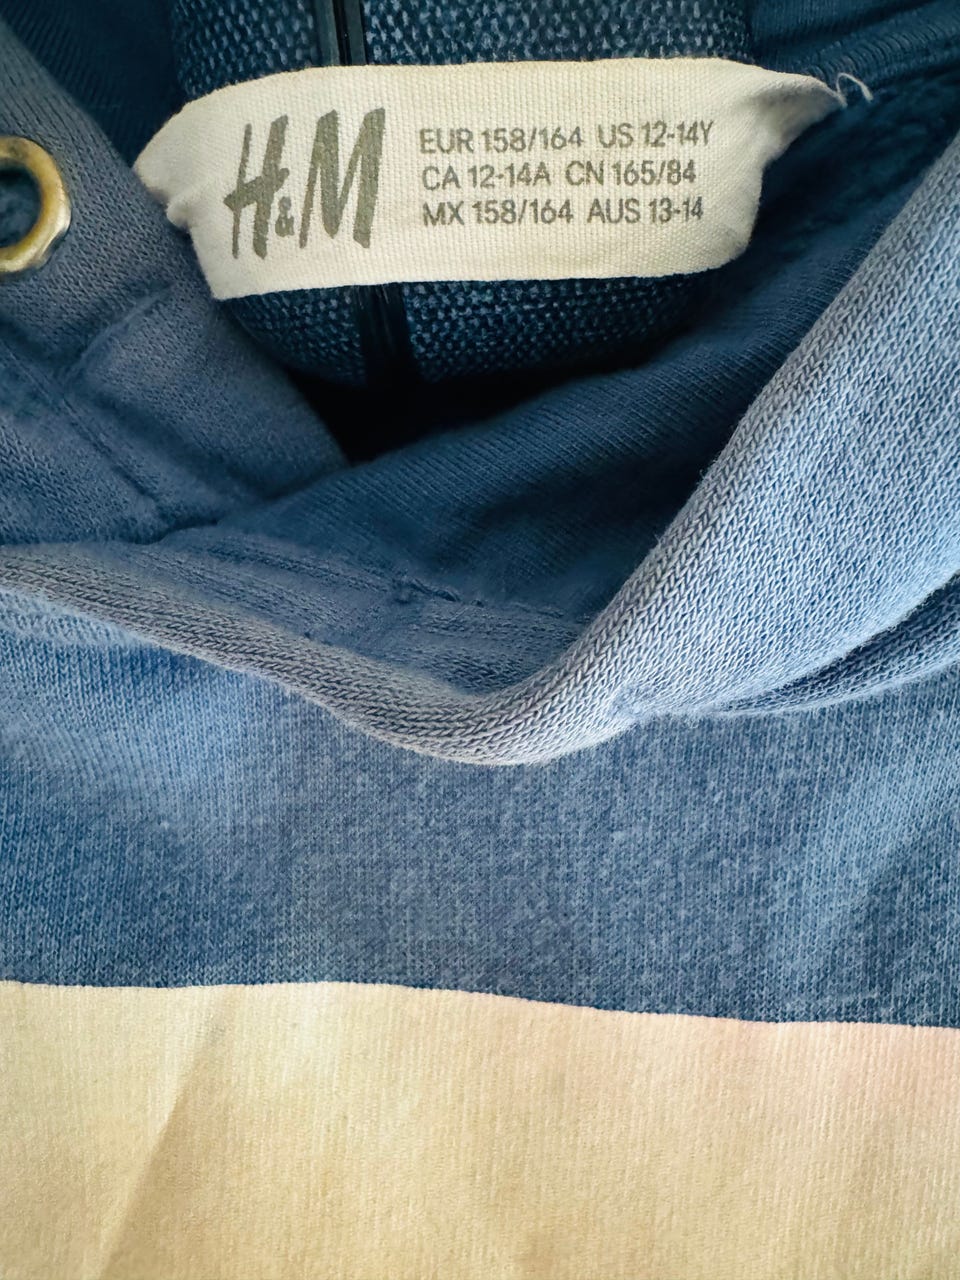 H&M
EUR 158/164 US 12-14Y
CA 12-14A CN 165/84
MX 158/164 AUS 13-14